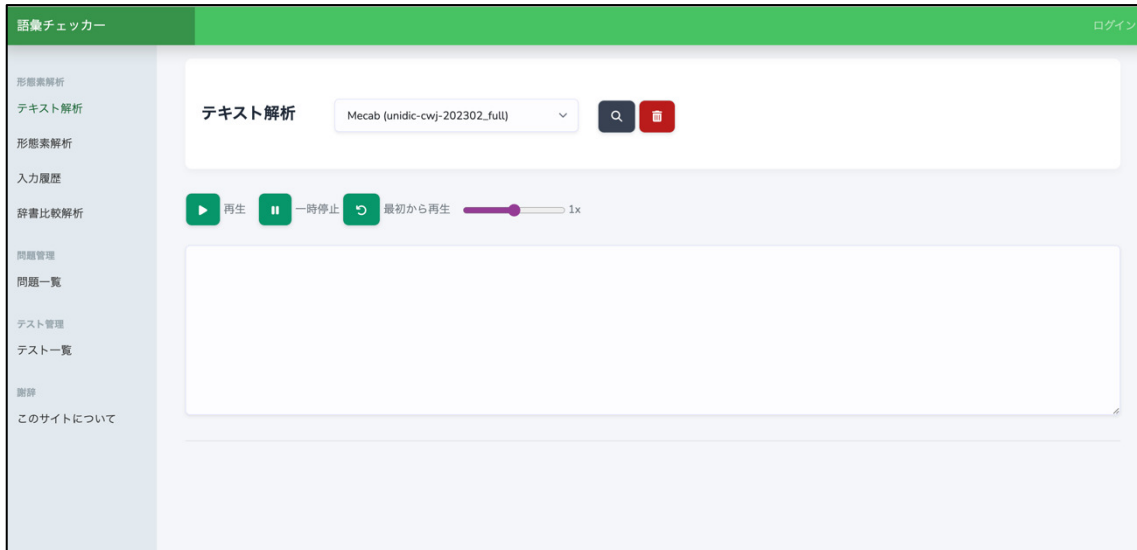 語彙チェッカー
ログイン
形態素解析
テキスト解析
形態素解析
入力履歴
辞書比較解析
問題管理
問題一覧
テスト管理
テスト一覧
謝辞
このサイトについて
テキスト解析
Mecab (unidic-cwj-202302_full)
再生
一時停止
最初から再生
1x